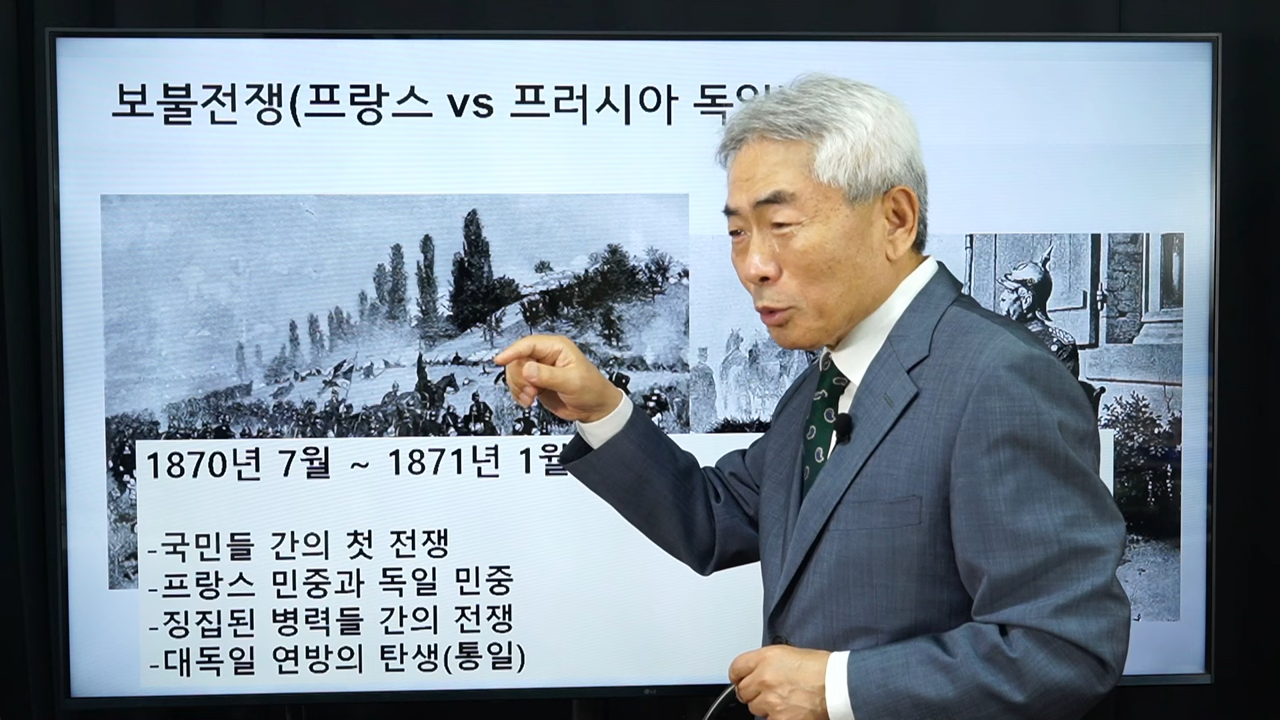 보불전쟁(프랑스 vs 프러시아 독일
1870년 7월 ~ 1871년 1월
-국민들 간의 첫 전쟁
-프랑스 민중과 독일 민중
-징집된 병력들 간의 전쟁
-대독일 연방의 탄생(통일)
LG